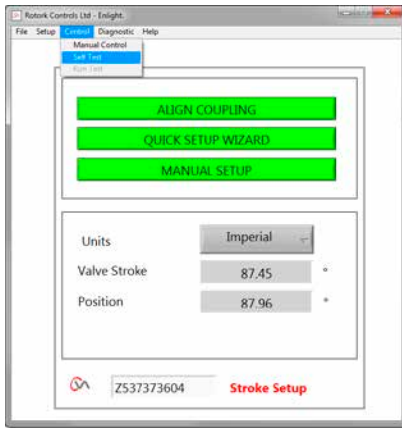 Rotork Controls Ltd - Enlight.
File Setup Control Diagnostic Help
Manual Control
Self Test
Run Test
ALIGN COUPLING
QUICK SETUP WIZARD
MANUAL SETUP
Units Imperial
Valve Stroke 87.45 °
Position 87.96 °
Z537373604 Stroke Setup